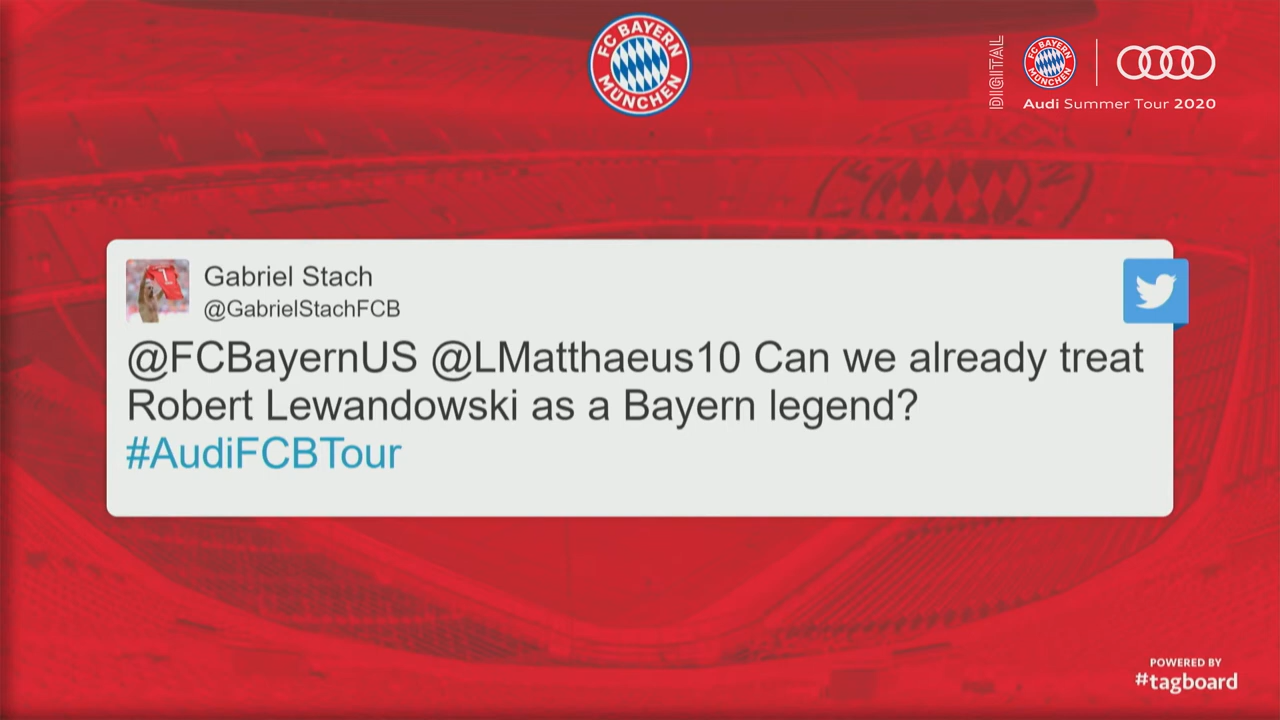 FC BAYERN
MÜNCHEN
DIGITAL
FC BAYERN
MÜNCHEN
Audi Summer Tour 2020
Gabriel Stach
@GabrielStachFCB
@FCBayernUS @LMatthaeus10 Can we already treat
Robert Lewandowski as a Bayern legend?
#AudiFCBTour
POWERED BY
#tagboard